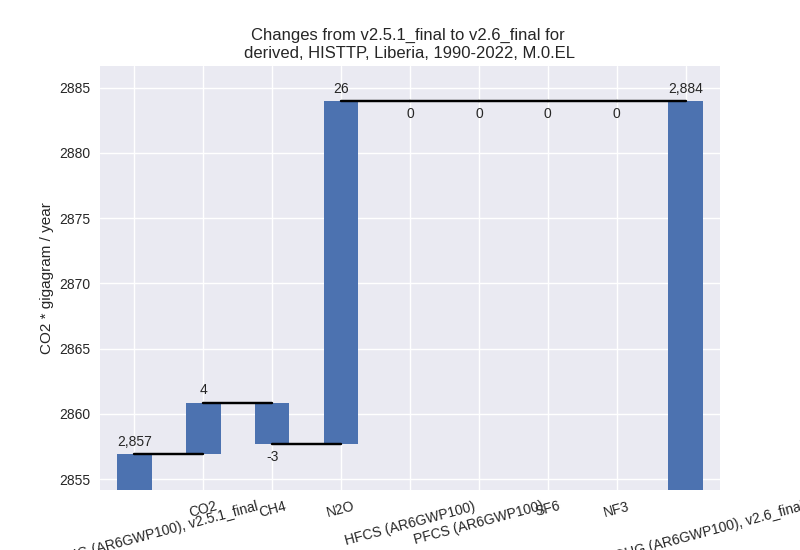 Changes from v2.5.1_final to v2.6_final for
derived, HISTTP, Liberia, 1990-2022, M.0.EL
CO2 * gigagram / year
2885
2880
2875
2870
2865
2860
2855
2,857
4
-3
26
0
0
0
0
2,884
(AR6GWP100), v2.5.1_final
CO2
CH4
N2O
HFCS (AR6GWP100)
PFCS (AR6GWP100)
SF6
NF3
(AR6GWP100), v2.6_final